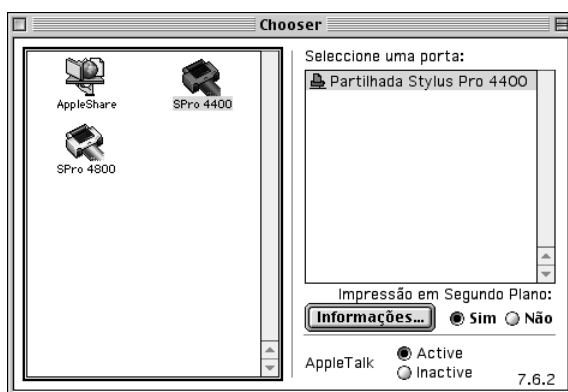 Chooser
AppleShare
SPro 4400
SPro 4800
Seleccione uma porta:
Partilhada Stylus Pro 4400
Impressão em Segundo Plano:
Informações... Sim Não
AppleTalk Active
Inactive
7.6.2